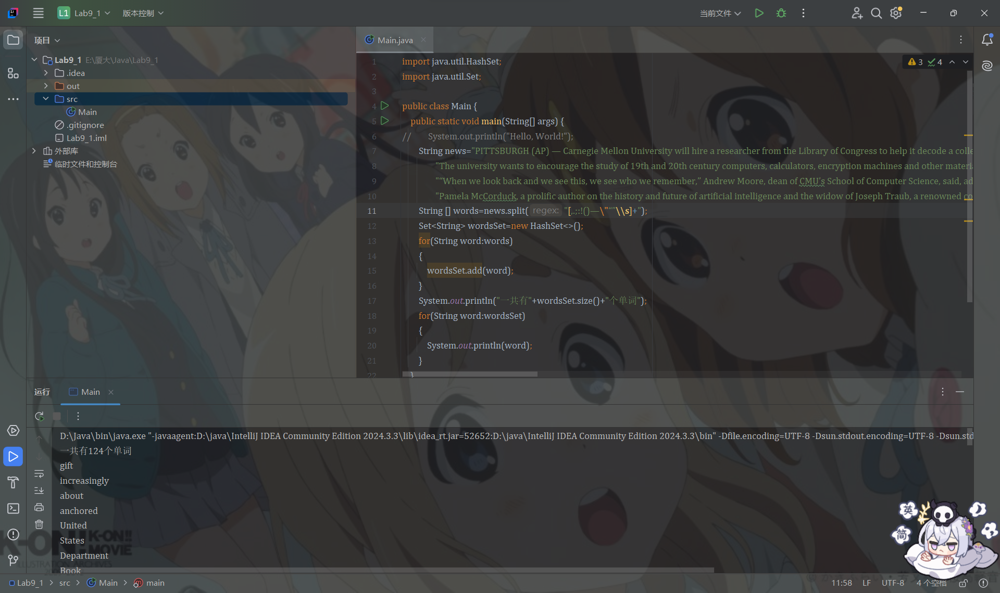 L1 Lab9_1 版本控制 当前文件
项目
Lab9_1 E:\厦大\Java\Lab9_1
.idea
out
src
Main
.gitignore
Lab9_1.iml
外部库
临时文件和控制台
Main.java
3 4
1 import java.util.HashSet;
2 import java.util.Set;
3
4 public class Main {
5 public static void main(String[] args) {
6 // System.out.println("Hello, World!");
7 String news="PITTSBURGH (AP) — Carnegie Mellon University will hire a researcher from the Library of Congress to help it decode a colle
8 "The university wants to encourage the study of 19th and 20th century computers, calculators, encryption machines and other materi
9 "“When we look back and we see this, we see who we remember,” Andrew Moore, dean of CMU’s School of Computer Science, said, ad
10 "Pamela McCorduck, a prolific author on the history and future of artificial intelligence and the widow of Joseph Traub, a renowned co
11 String [] words=news.split( regex: "[,.;:!()—\"“”\\s]+");
12 Set<String> wordsSet=new HashSet<>();
13 for(String word:words)
14 {
15 wordsSet.add(word);
16 }
17 System.out.println("一共有"+wordsSet.size()+"个单词");
18 for(String word:wordsSet)
19 {
20 System.out.println(word);
21 }
22 }
运行 Main
D:\Java\bin\java.exe "-javaagent:D:\java\IntelliJ IDEA Community Edition 2024.3.3\lib\idea_rt.jar=52652:D:\java\IntelliJ IDEA Community Edition 2024.3.3\bin" -Dfile.encoding=UTF-8 -Dsun.stdout.encoding=UTF-8 -Dsun.std
一共有124个单词
gift
increasingly
about
anchored
United
States
Department
Book
K-ON!! K-ON!!
MOVIE
ILLUSTRATION ARCHIVES
英
简
Lab9_1 src Main main 11:58 LF UTF-8 4 个空格